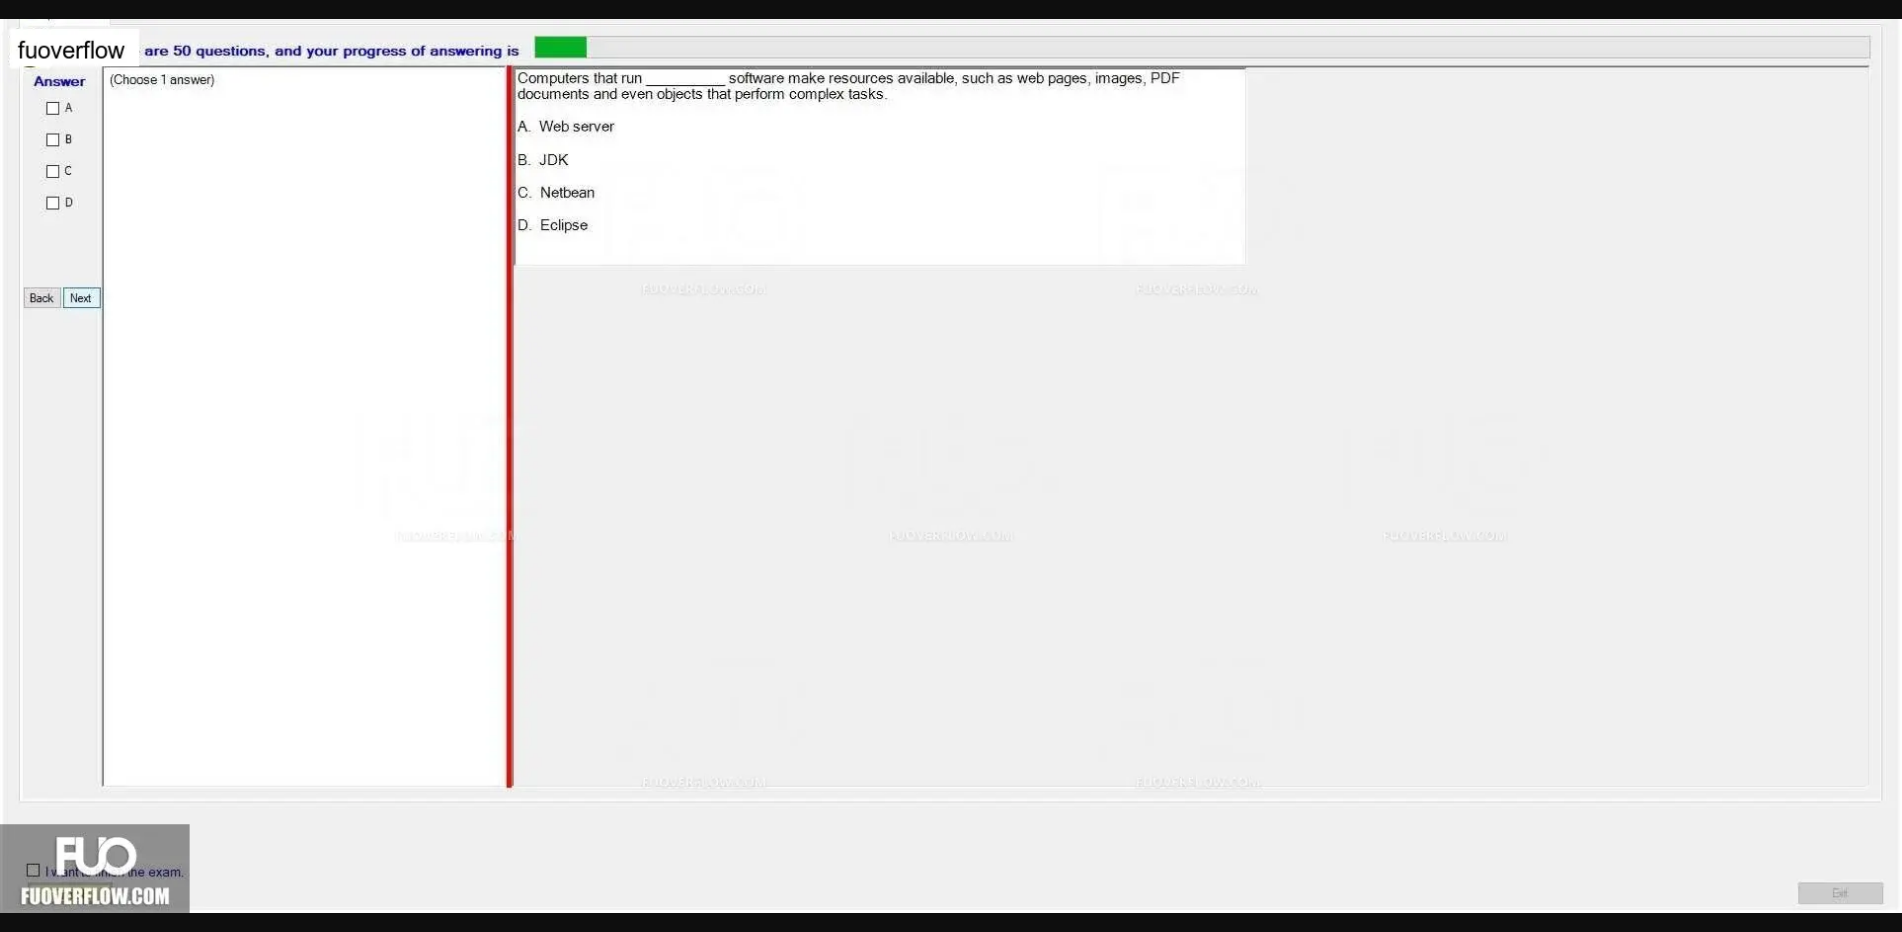 fuoverflow are 50 questions, and your progress of answering is
Answer
(Choose 1 answer)
A
B
C
D
Back Next
Computers that run __________ software make resources available, such as web pages, images, PDF
documents and even objects that perform complex tasks.
A. Web server
B. JDK
C. Netbean
D. Eclipse
FUOVERFLOW.COM FUOVERFLOW.COM
FUOVERFLOW.COM FUOVERFLOW.COM FUOVERFLOW.COM
FUOVERFLOW.COM FUOVERFLOW.COM
FUO
I want to finish the exam.
FUOVERFLOW.COM
Exit